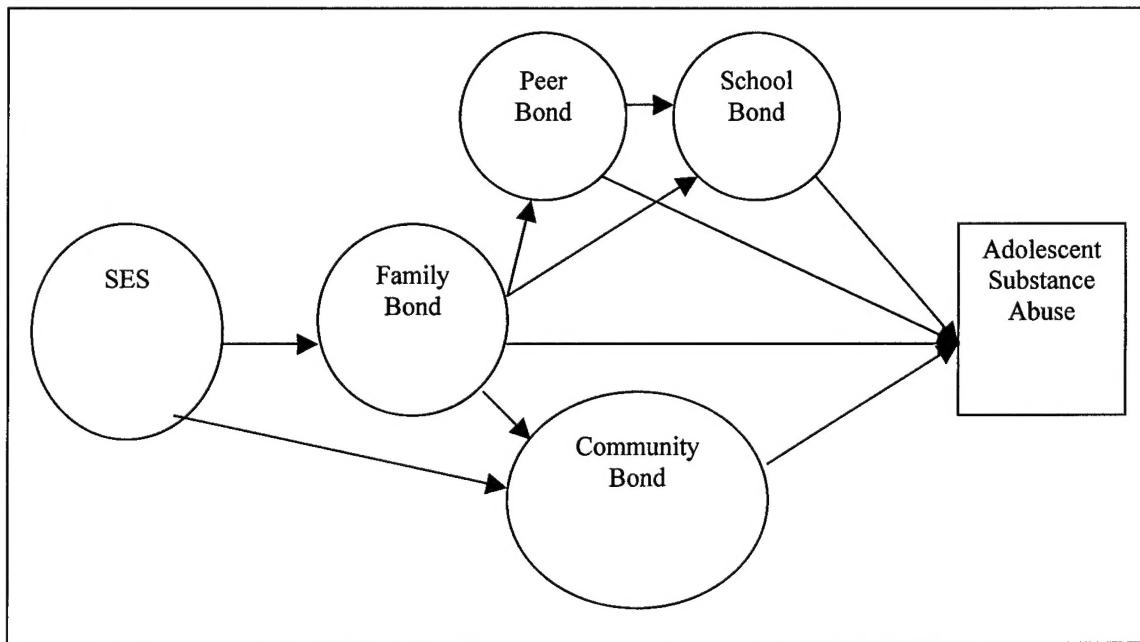 Peer
Bond
School
Bond
SES
Family
Bond
Adolescent
Substance
Abuse
Community
Bond